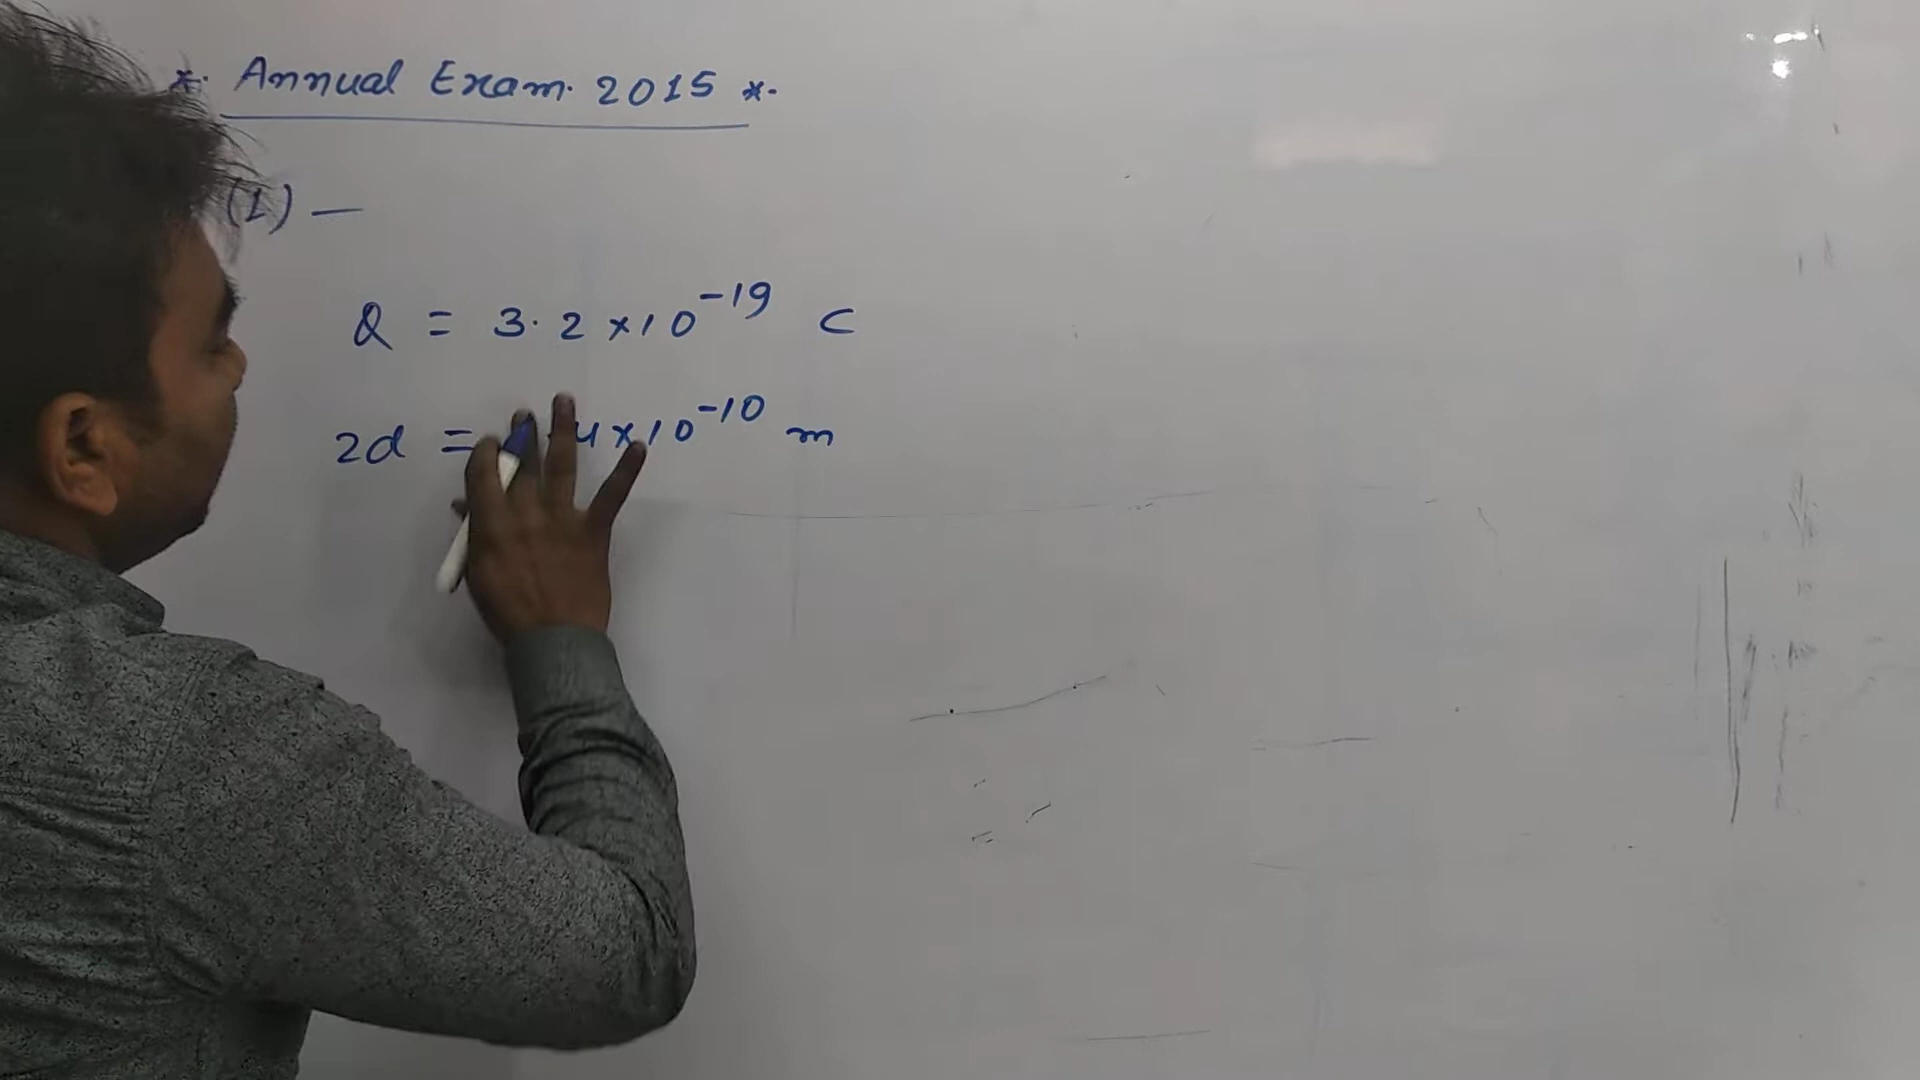 *. Annual Exam. 2015 *.
(1) —
Q = 3.2 × 10⁻¹⁹ C
2d = 4 × 10⁻¹⁰ m